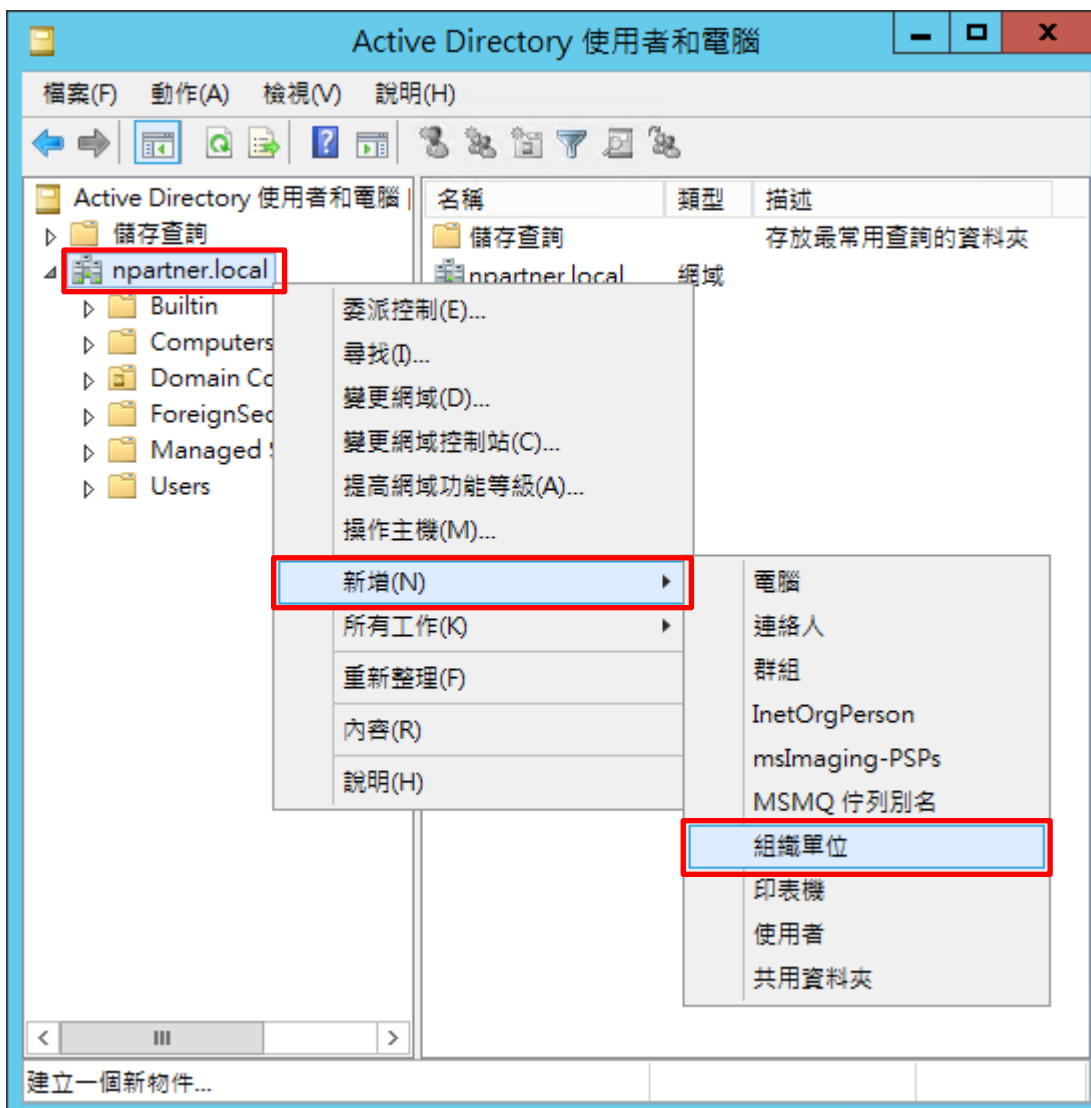 Active Directory 使用者和電腦
檔案(F) 動作(A) 檢視(V) 說明(H)
Active Directory 使用者和電腦
儲存查詢
npartner.local
Builtin
Computers
Domain Co
ForeignSec
Managed
Users
名稱 類型 描述
儲存查詢 存放最常用查詢的資料夾
npartner.local 網域
委派控制(E)...
尋找(I)...
變更網域(D)...
變更網域控制站(C)...
提高網域功能等級(A)...
操作主機(M)...
新增(N)
所有工作(K)
重新整理(F)
內容(R)
說明(H)
電腦
連絡人
群組
InetOrgPerson
msImaging-PSPs
MSMQ 佇列別名
組織單位
印表機
使用者
共用資料夾
建立一個新物件...